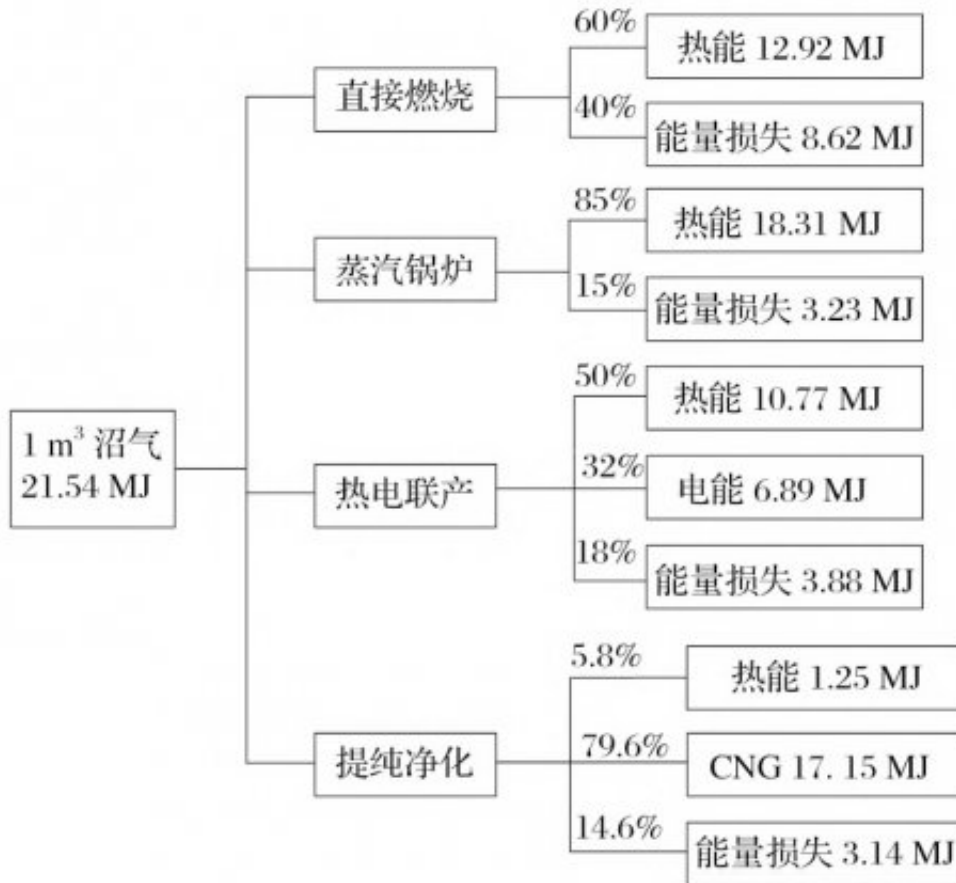 60%
热能 12.92 MJ
直接燃烧
40%
能量损失 8.62 MJ
85%
热能 18.31 MJ
蒸汽锅炉
15%
能量损失 3.23 MJ
50%
热能 10.77 MJ
1 m³ 沼气
21.54 MJ
热电联产
32%
电能 6.89 MJ
18%
能量损失 3.88 MJ
5.8%
热能 1.25 MJ
提纯净化
79.6%
CNG 17. 15 MJ
14.6%
能量损失 3.14 MJ